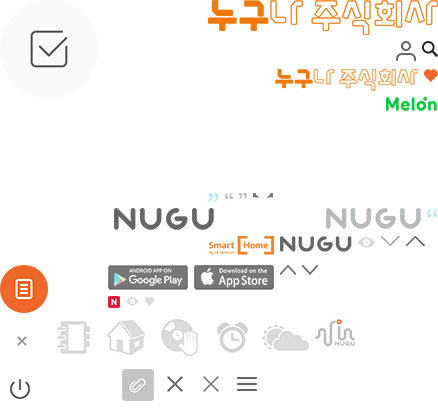 누구나 주식회사
누구나 주식회사
Melon
NUGU
NUGU
Smart [Home]
by SK telecom
NUGU
ANDROID APP ON
Google Play
Download on the
App Store
N
NUGU